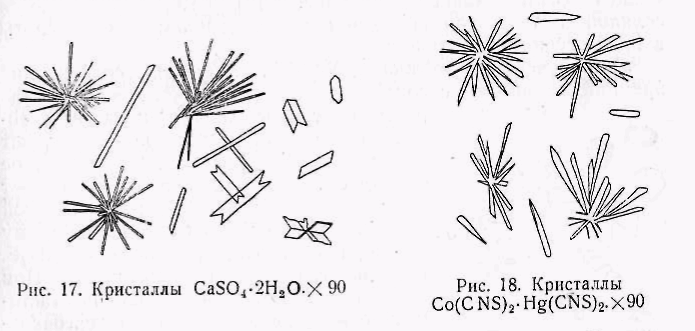 Рис. 17. Кристаллы CaSO₄·2H₂O.×90
Рис. 18. Кристаллы
Co(CNS)₂·Hg(CNS)₂.×90